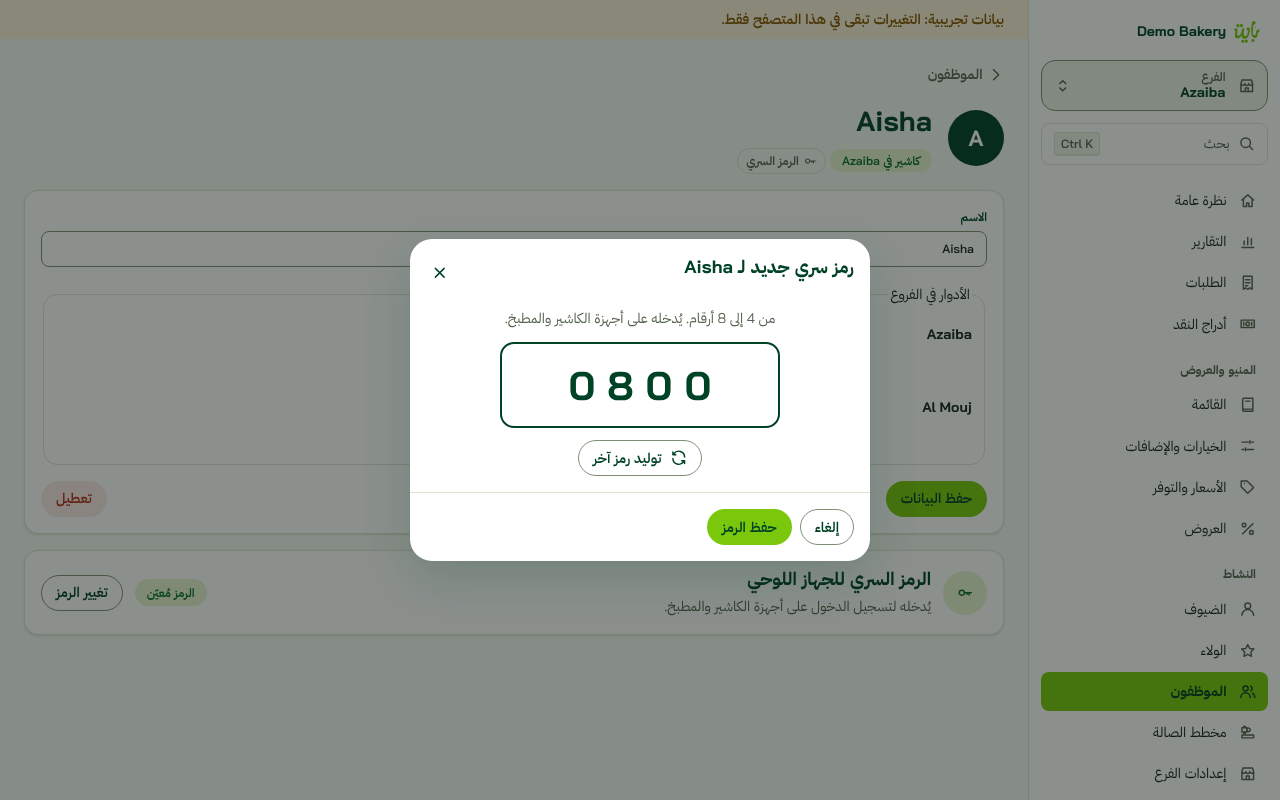 بيانات تجريبية: التغييرات تبقى في هذا المتصفح فقط.
بايت
Demo Bakery
الفرع
Azaiba
بحث
Ctrl K
نظرة عامة
التقارير
الطلبات
أدراج النقد
المنيو والعروض
القائمة
الخيارات والإضافات
الأسعار والتوفر
العروض
النشاط
الضيوف
الولاء
الموظفون
مخطط الصالة
إعدادات الفرع
الموظفون
A
Aisha
كاشير في Azaiba
الرمز السري
الاسم
Aisha
الأدوار في الفروع
Azaiba
Al Mouj
حفظ البيانات
تعطيل
رمز سري جديد لـ Aisha
من 4 إلى 8 أرقام. يُدخله على أجهزة الكاشير والمطبخ.
0800
توليد رمز آخر
إلغاء
حفظ الرمز
الرمز السري للجهاز اللوحي
يُدخله لتسجيل الدخول على أجهزة الكاشير والمطبخ.
الرمز مُعيّن
تغيير الرمز